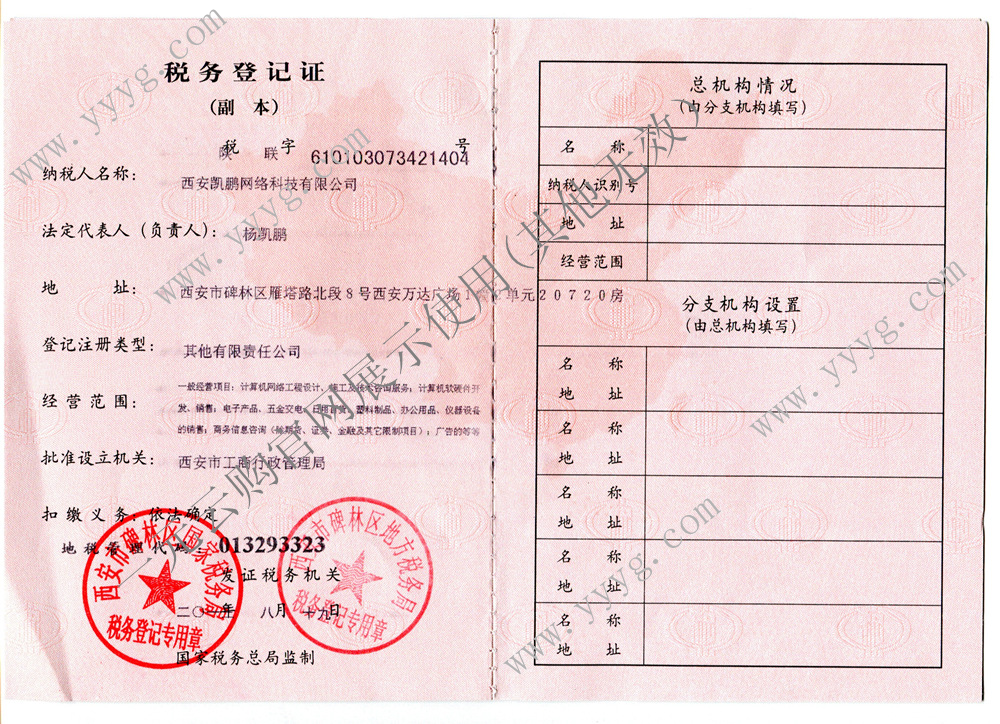 税务登记证
(副 本)
陕 税 联 字 610103073421404 号
纳税人名称: 西安凯鹏网络科技有限公司
法定代表人 (负责人): 杨凯鹏
地 址: 西安市碑林区雁塔路北段8号西安万达广场1 单元20720房
登记注册类型: 其他有限责任公司
经营范围: 一般经营项目: 计算机网络工程设计、施工及技术咨询服务; 计算机软硬件开
发、销售; 电子产品、五金交电、日用百货、塑料制品、办公用品、仪器设备
的销售; 商务信息咨询 (除期货、证券、金融及其它限制项目); 广告的等等
批准设立机关: 西安市工商行政管理局
扣缴义务: 依法确定
地税管理代码: 013293323
发证税务机关
二〇 年 八月 十九日
国家税务总局监制
西安市碑林区国家税务局
税务登记专用章
西安市碑林区地方税务局
税务登记专用章
总机构情况
(由分支机构填写)
名 称
纳税人识别号
地 址
经营范围
分支机构设置
(由总机构填写)
名 称
地 址
名 称
地 址
名 称
地 址
名 称
地 址
名 称
地 址
云购官网展示使用(其他无效)
www.yyyg.com
www.yyyg.com
www.yyyg.com
www.yyyg.com